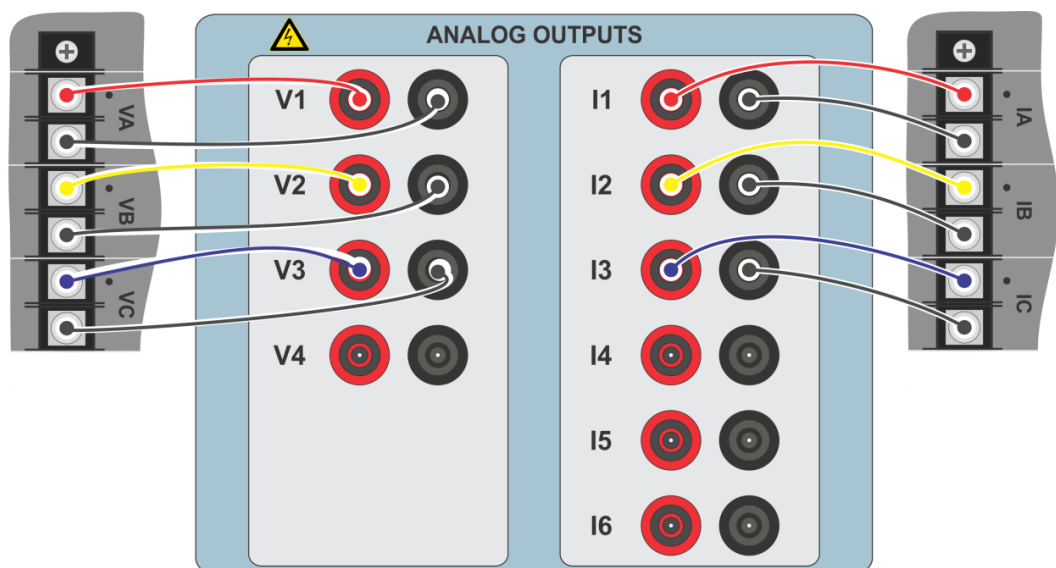 ANALOG OUTPUTS
VA
VB
VC
V1
V2
V3
V4
I1
I2
I3
I4
I5
I6
IA
IB
IC